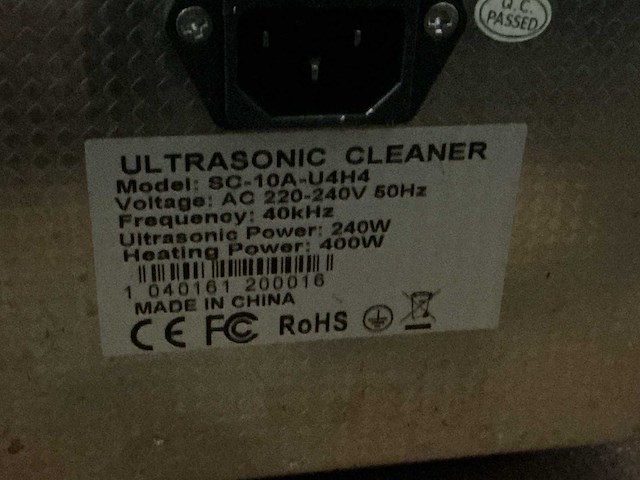 Q.C.
PASSED
ULTRASONIC CLEANER
Model: SC-10A-U4H4
Voltage: AC 220-240V 50Hz
Frequency: 40kHz
Ultrasonic Power: 240W
Heating Power: 400W
1 040161 200016
MADE IN CHINA
CE FC RoHS